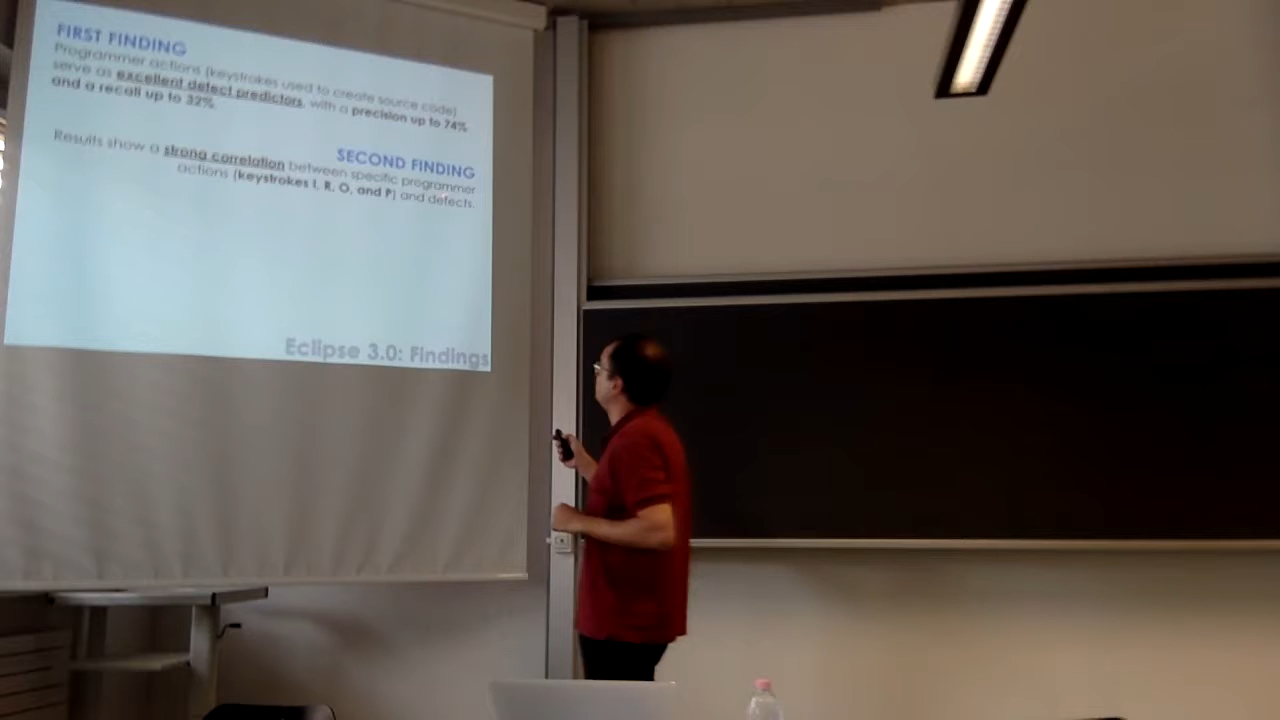 FIRST FINDING
Programmer actions (keystrokes used to create source code)
serve as excellent defect predictors, with a precision up to 74%
and a recall up to 32%
SECOND FINDING
Results show a strong correlation between specific programmer
actions (keystrokes I, R, O, and P) and defects.
Eclipse 3.0: Findings